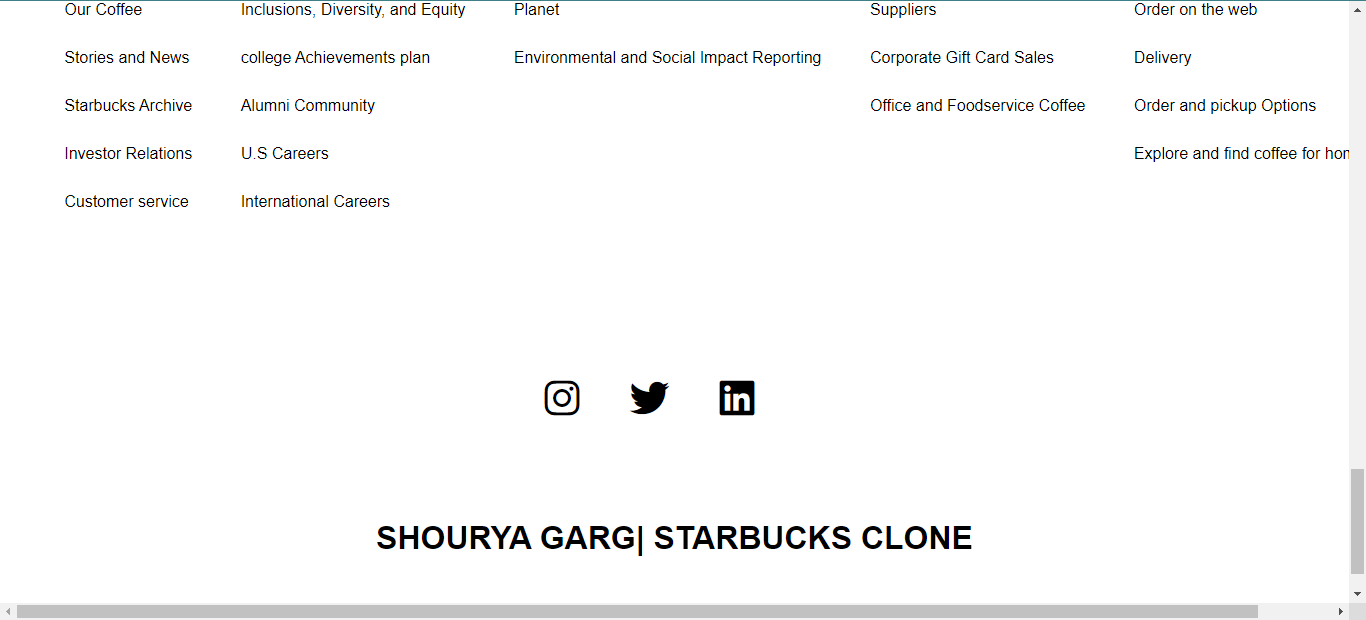 Our Coffee Inclusions, Diversity, and Equity Planet Suppliers Order on the web
Stories and News college Achievements plan Environmental and Social Impact Reporting Corporate Gift Card Sales Delivery
Starbucks Archive Alumni Community Office and Foodservice Coffee Order and pickup Options
Investor Relations U.S Careers Explore and find coffee for
Customer service International Careers
in
SHOURYA GARG| STARBUCKS CLONE